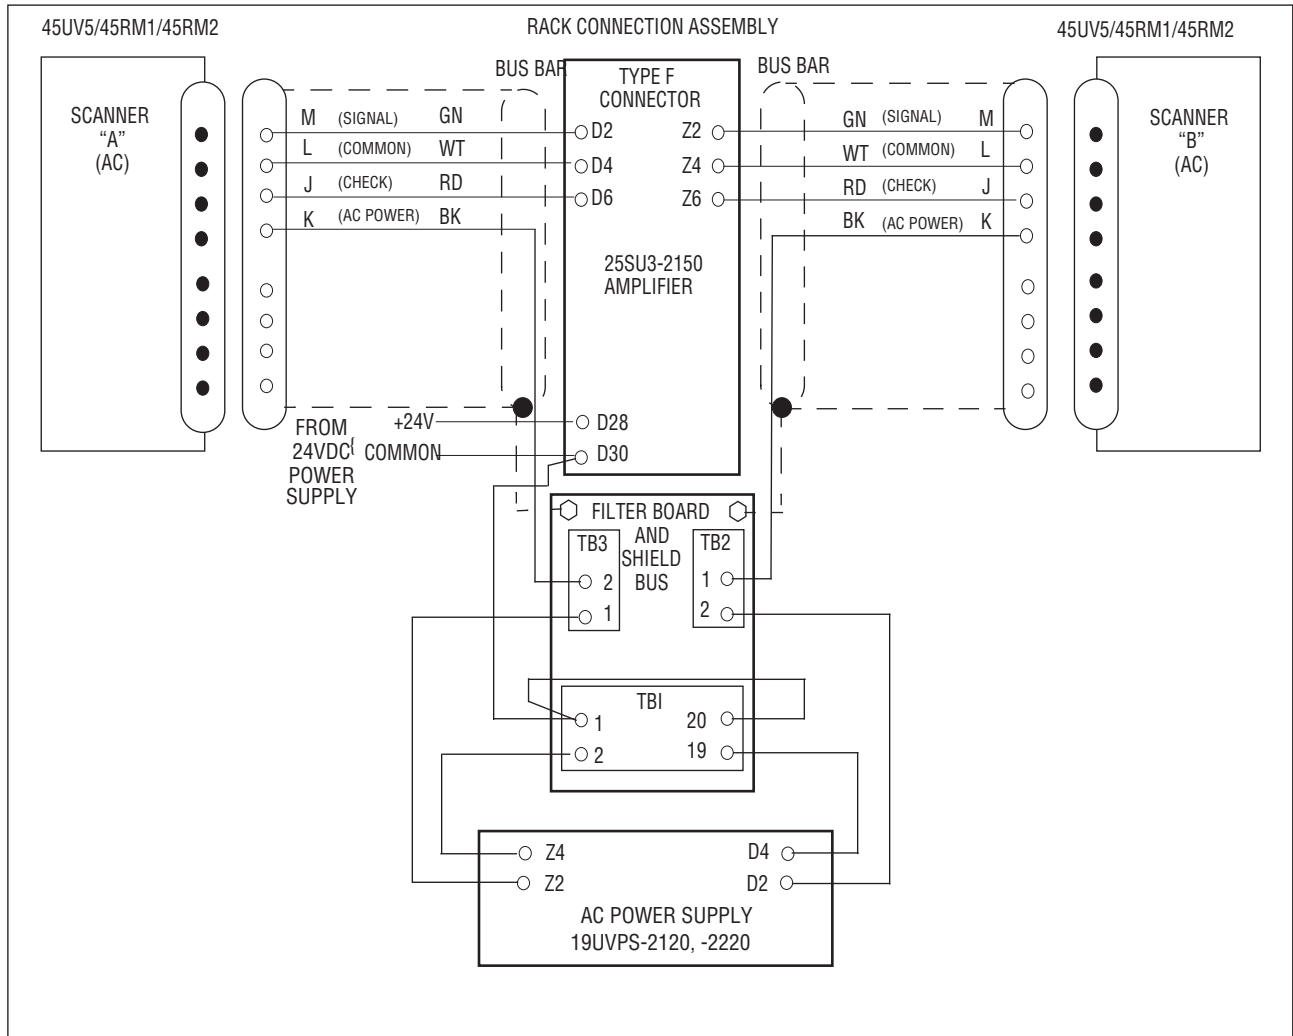 45UV5/45RM1/45RM2
RACK CONNECTION ASSEMBLY
45UV5/45RM1/45RM2
BUS BAR
TYPE F
CONNECTOR
BUS BAR
SCANNER
“A”
(AC)
M (SIGNAL) GN
L (COMMON) WT
J (CHECK) RD
K (AC POWER) BK
D2 Z2
D4 Z4
D6 Z6
25SU3-2150
AMPLIFIER
GN (SIGNAL) M
WT (COMMON) L
RD (CHECK) J
BK (AC POWER) K
SCANNER
“B”
(AC)
FROM
24VDC{
POWER
SUPPLY
+24V
COMMON
D28
D30
FILTER BOARD
AND
SHIELD
BUS
TB3
2
1
TB2
1
2
TBI
1 20
2 19
Z4 D4
Z2 D2
AC POWER SUPPLY
19UVPS-2120, -2220